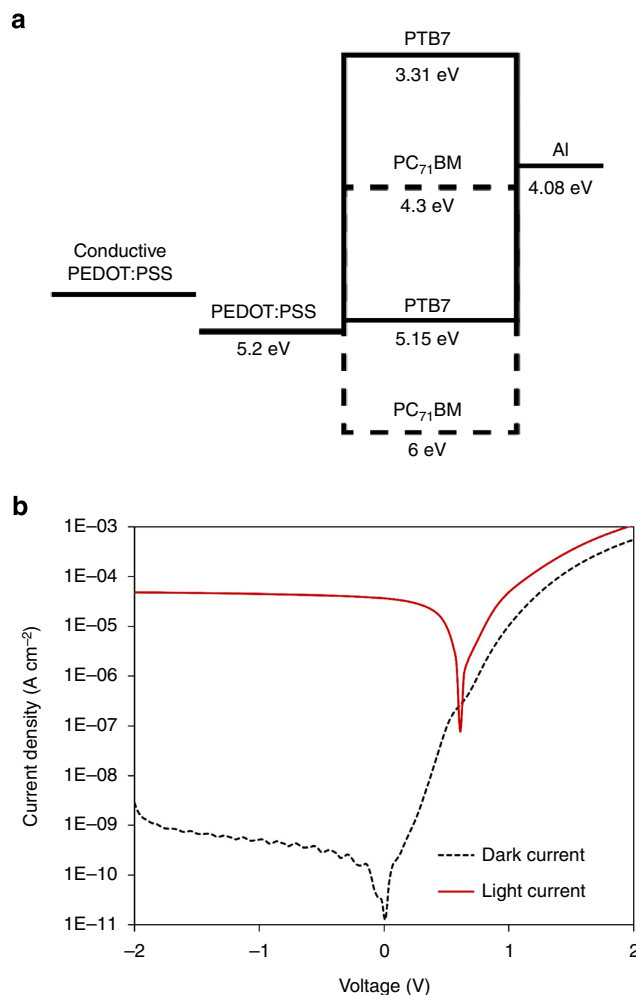 a
PTB7
3.31 eV
Al
4.08 eV
PC₇₁BM
4.3 eV
Conductive
PEDOT:PSS
PEDOT:PSS
5.2 eV
PTB7
5.15 eV
PC₇₁BM
6 eV
b
1E–03
1E–04
1E–05
1E–06
1E–07
1E–08
1E–09
1E–10
1E–11
Current density (A cm⁻²)
Dark current
Light current
–2
–1
0
1
2
Voltage (V)